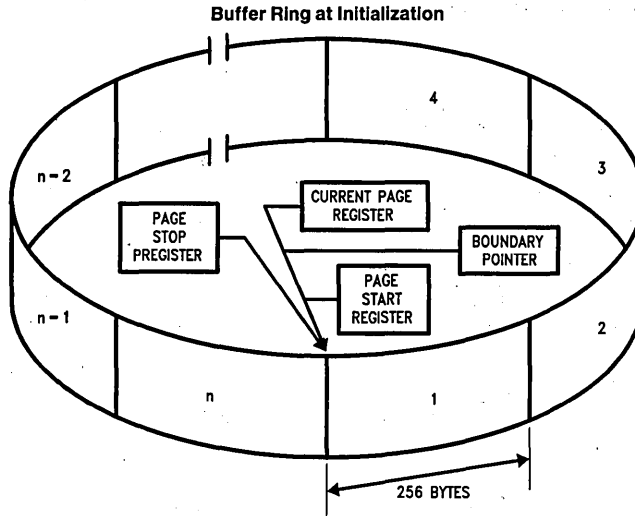 Buffer Ring at Initialization
4
n-2
3
CURRENT PAGE
REGISTER
PAGE
STOP
PREGISTER
BOUNDARY
POINTER
PAGE
START
REGISTER
n-1
2
n
1
256 BYTES